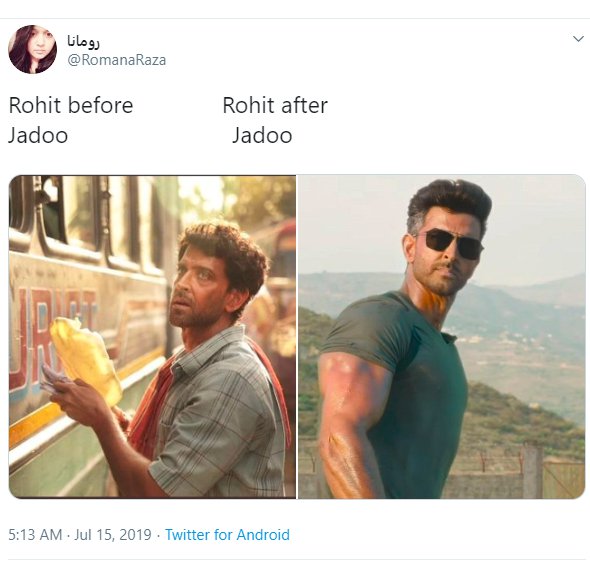 رومانا
@RomanaRaza
Rohit before Rohit after
Jadoo Jadoo
5:13 AM · Jul 15, 2019 · Twitter for Android